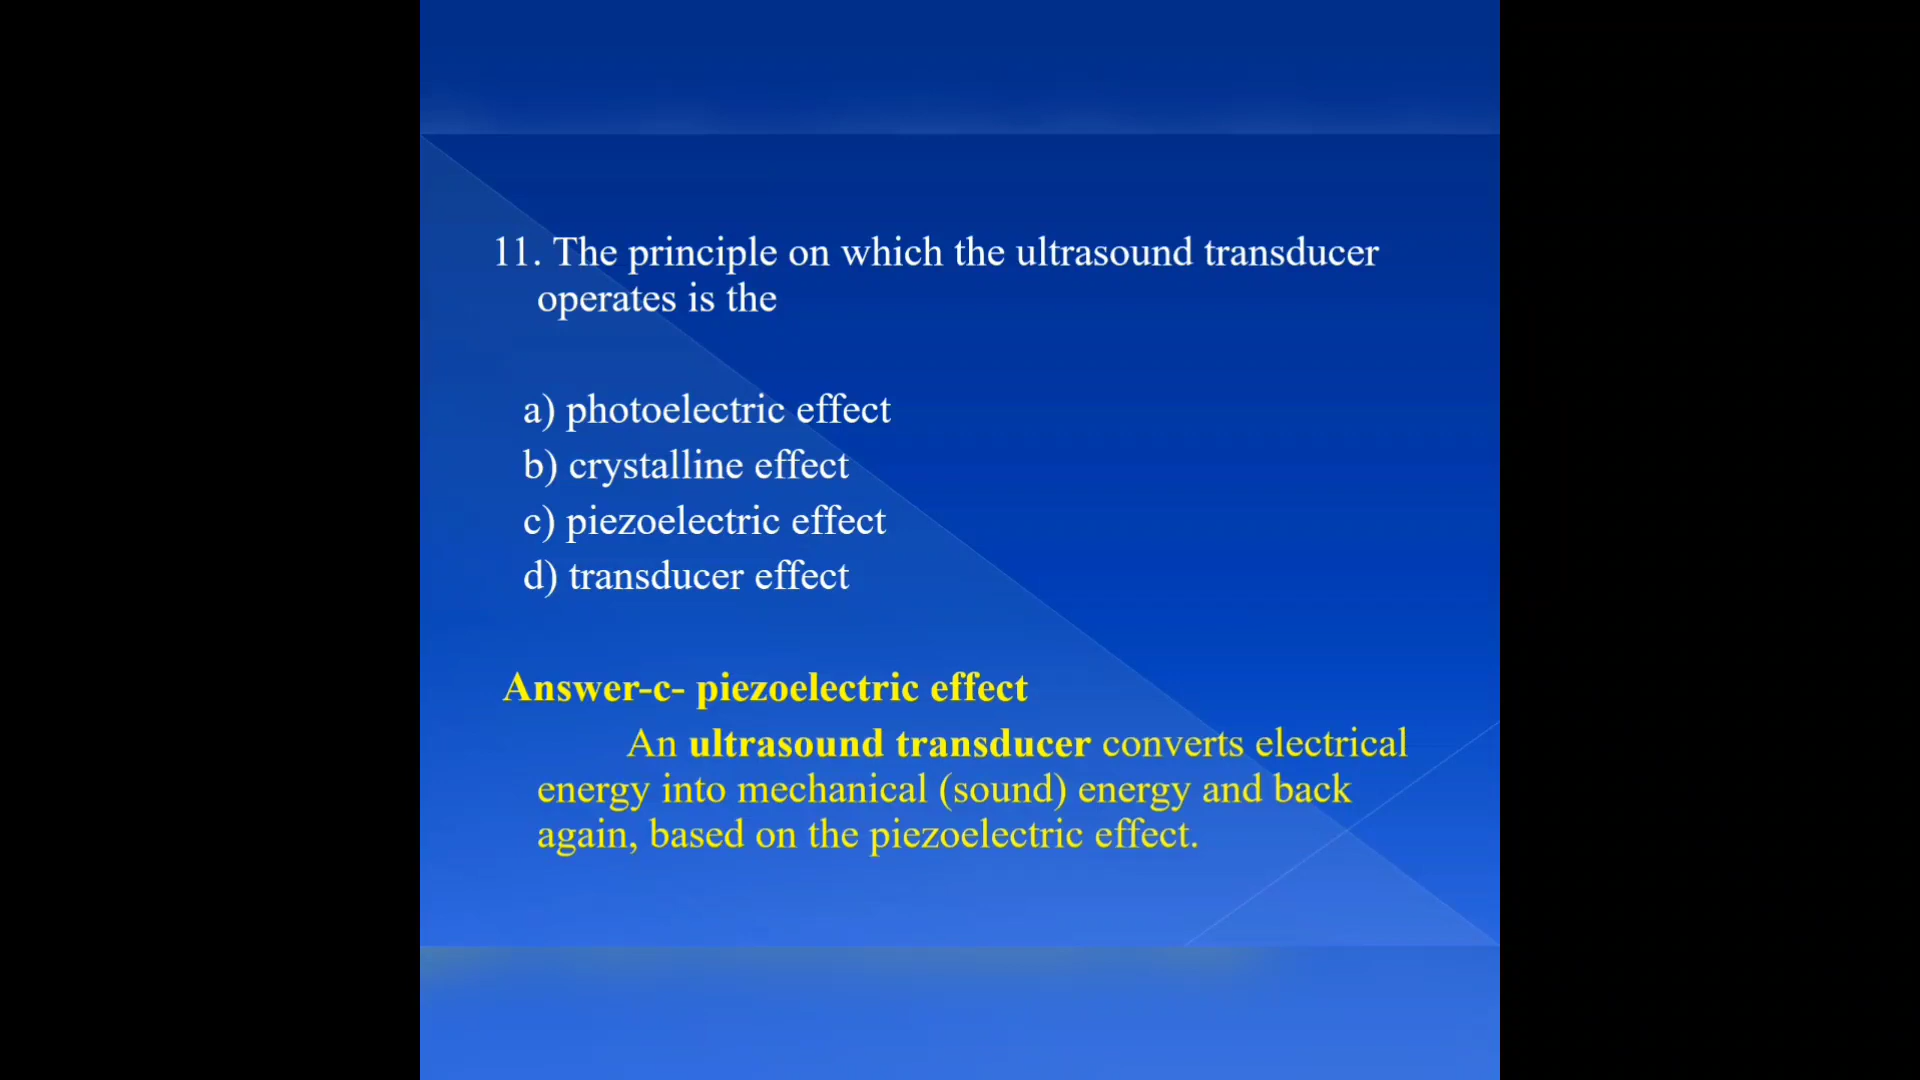 11. The principle on which the ultrasound transducer
operates is the
a) photoelectric effect
b) crystalline effect
c) piezoelectric effect
d) transducer effect
Answer-c- piezoelectric effect
An ultrasound transducer converts electrical
energy into mechanical (sound) energy and back
again, based on the piezoelectric effect.